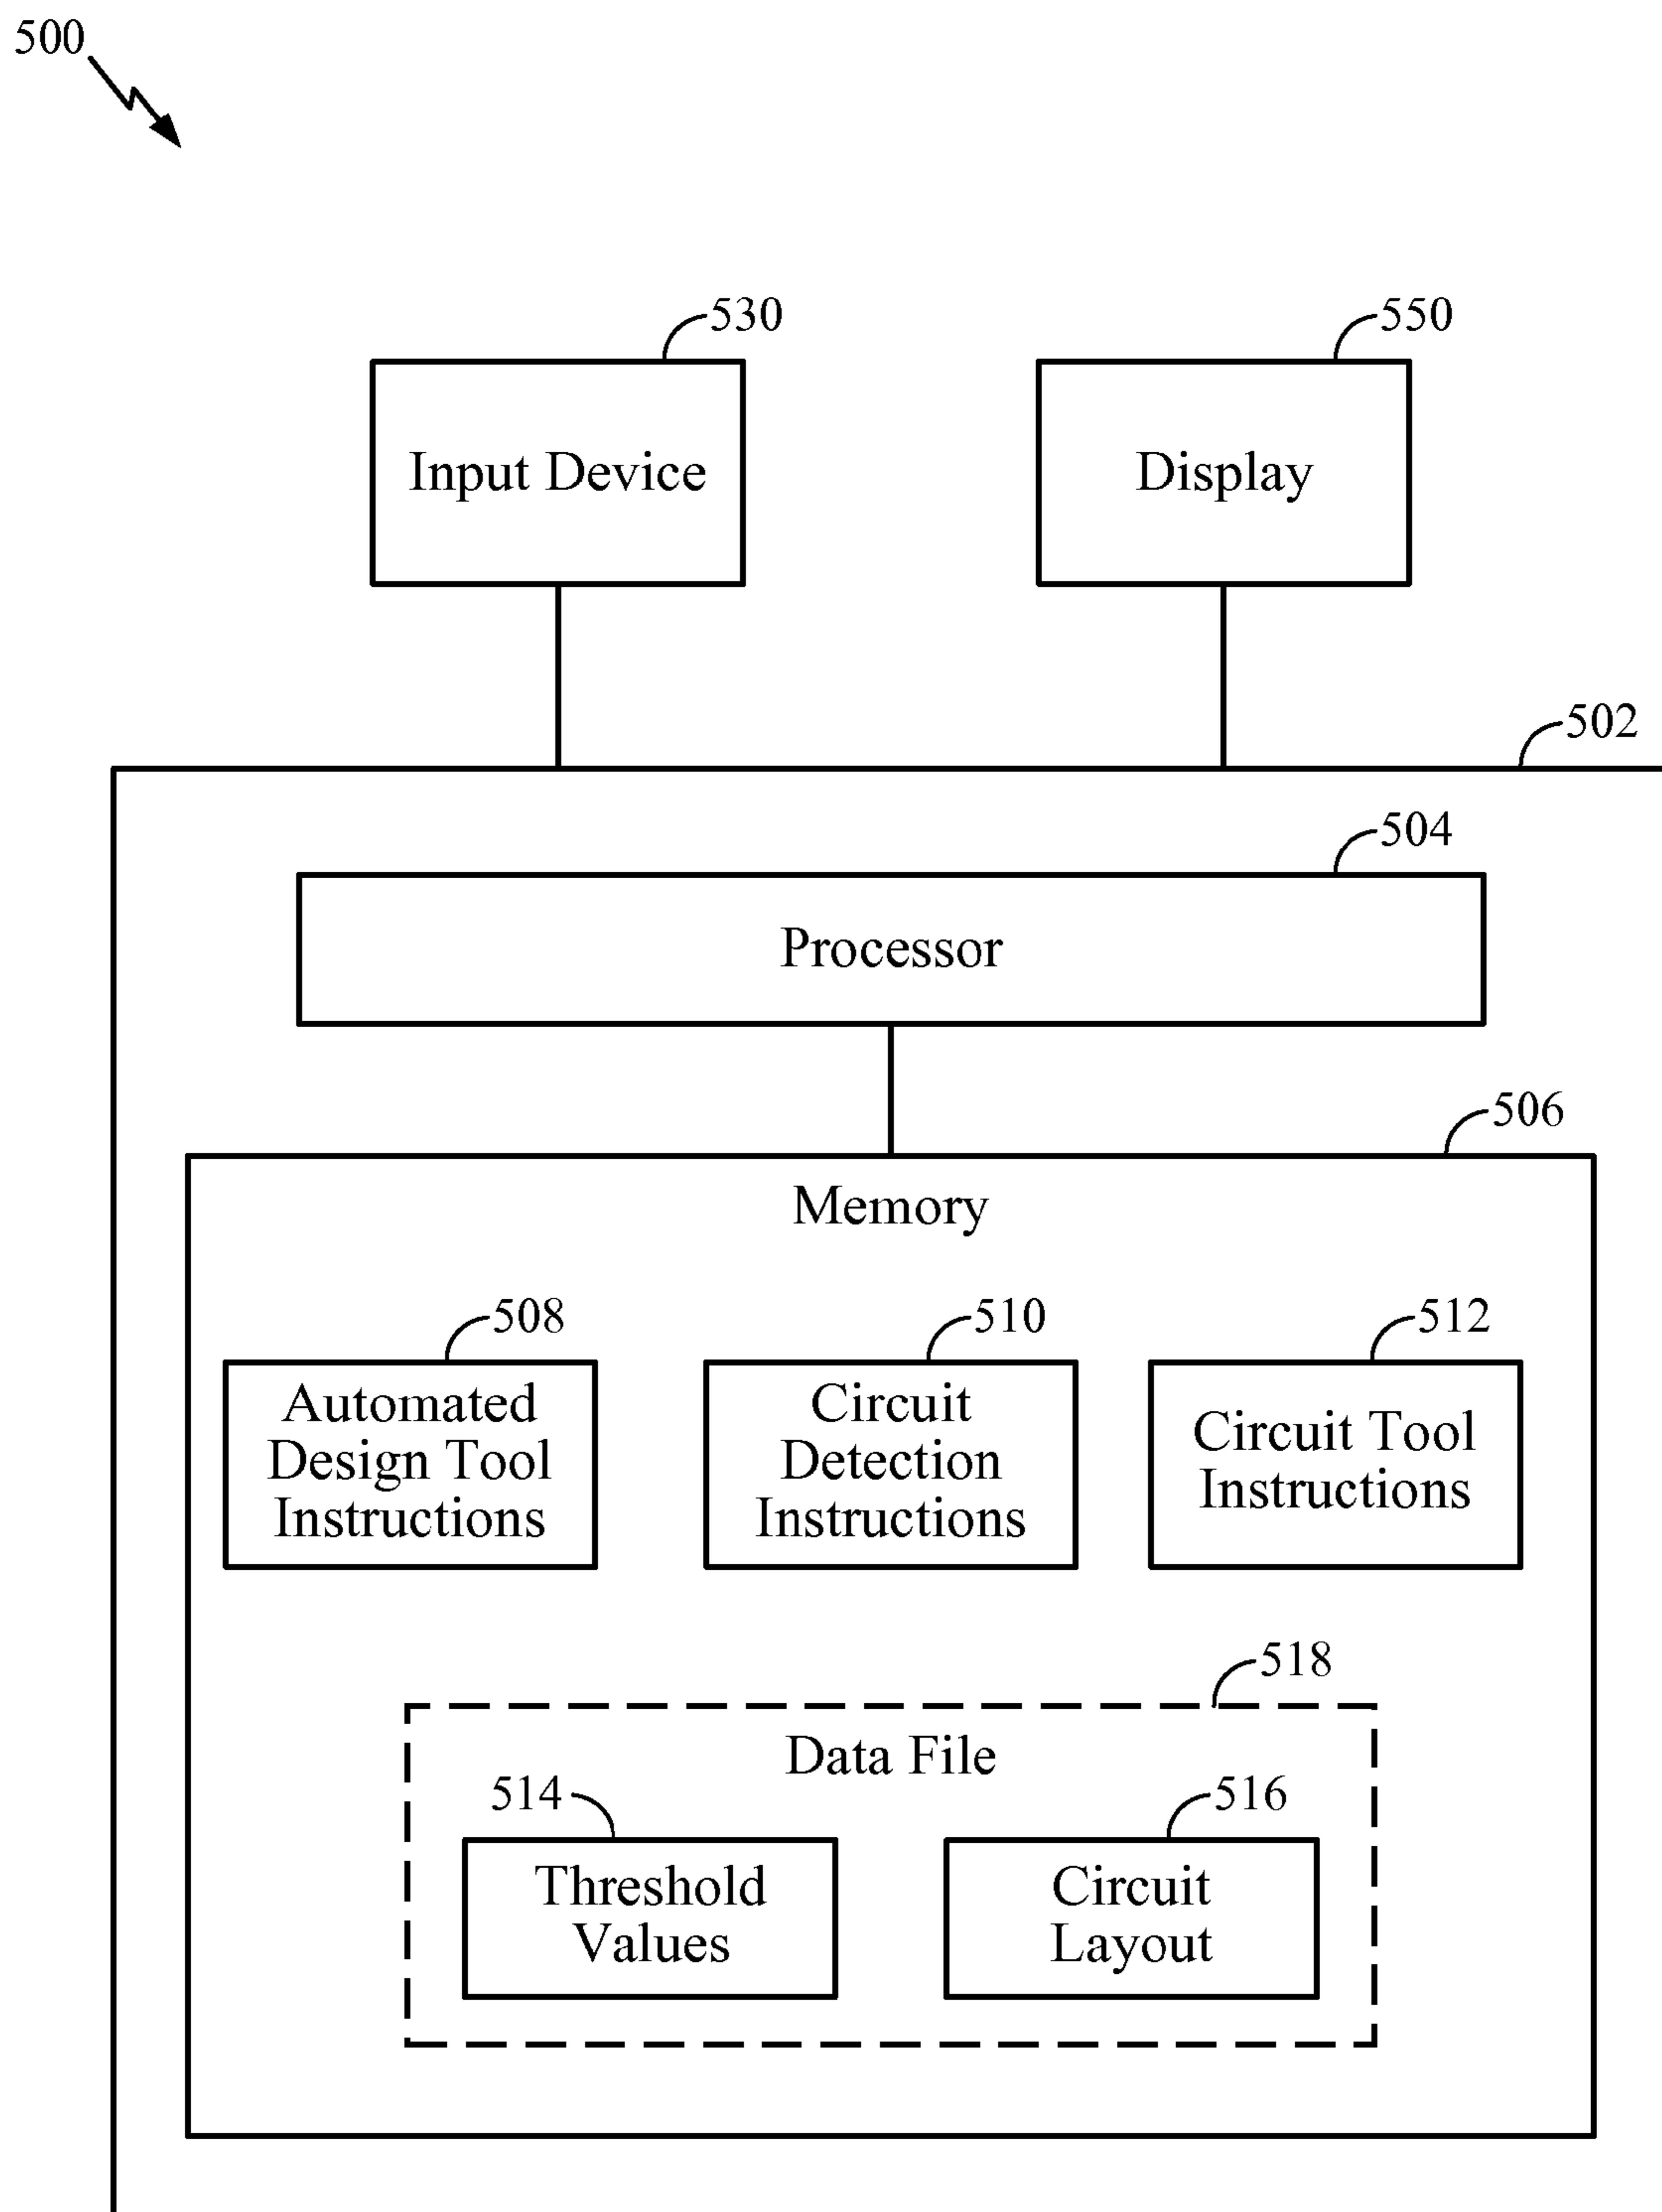 500
530
550
Input Device
Display
502
504
Processor
506
Memory
508
510
512
Automated
Design Tool
Instructions
Circuit
Detection
Instructions
Circuit Tool
Instructions
518
Data File
514
516
Threshold
Values
Circuit
Layout